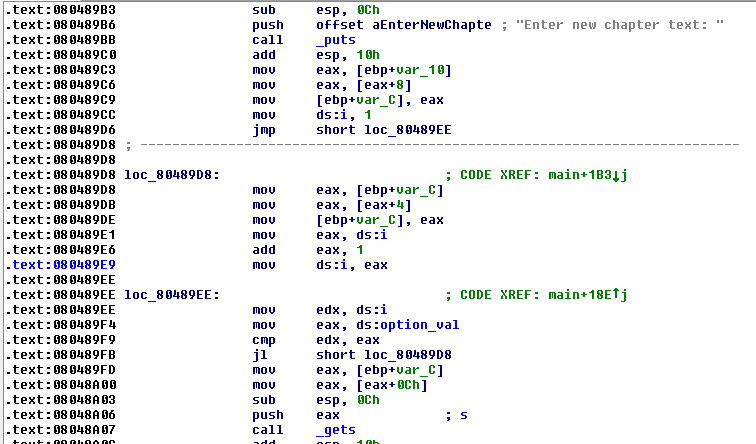 .text:080489B3 sub esp, 0Ch
.text:080489B6 push offset aEnterNewChapte ; "Enter new chapter text: "
.text:080489BB call _puts
.text:080489C0 add esp, 10h
.text:080489C3 mov eax, [ebp+var_10]
.text:080489C6 mov eax, [eax+8]
.text:080489C9 mov [ebp+var_C], eax
.text:080489CC mov ds:i, 1
.text:080489D6 jmp short loc_80489EE
.text:080489D8 ; ---------------------------------------------------------------------------
.text:080489D8
.text:080489D8 loc_80489D8: ; CODE XREF: main+1B3↓j
.text:080489D8 mov eax, [ebp+var_C]
.text:080489DB mov eax, [eax+4]
.text:080489DE mov [ebp+var_C], eax
.text:080489E1 mov eax, ds:i
.text:080489E6 add eax, 1
.text:080489E9 mov ds:i, eax
.text:080489EE
.text:080489EE loc_80489EE: ; CODE XREF: main+18E↑j
.text:080489EE mov edx, ds:i
.text:080489F4 mov eax, ds:option_val
.text:080489F9 cmp edx, eax
.text:080489FB jl short loc_80489D8
.text:080489FD mov eax, [ebp+var_C]
.text:08048A00 mov eax, [eax+0Ch]
.text:08048A03 sub esp, 0Ch
.text:08048A06 push eax ; s
.text:08048A07 call _gets
.text:08048A0C add esp, 10h